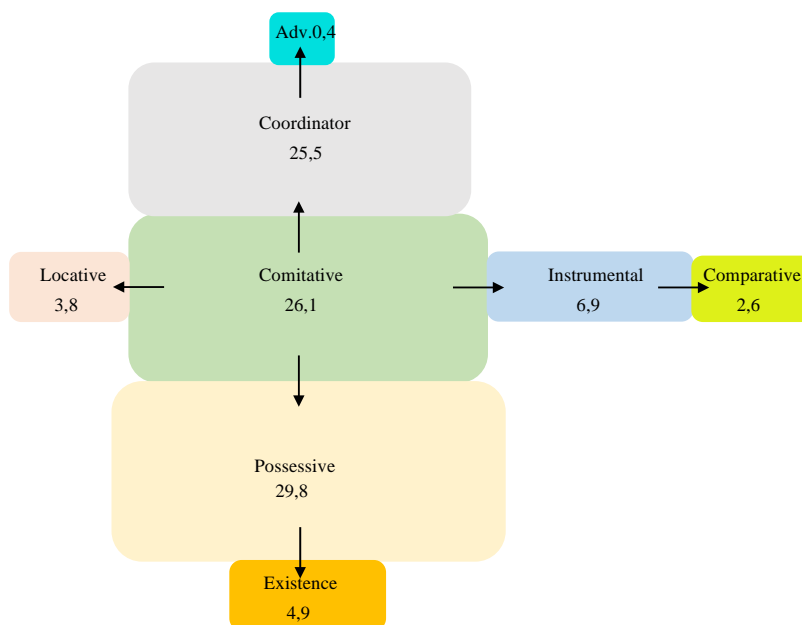 Adv.0,4
Coordinator
25,5
Locative
3,8
Comitative
26,1
Instrumental
6,9
Comparative
2,6
Possessive
29,8
Existence
4,9